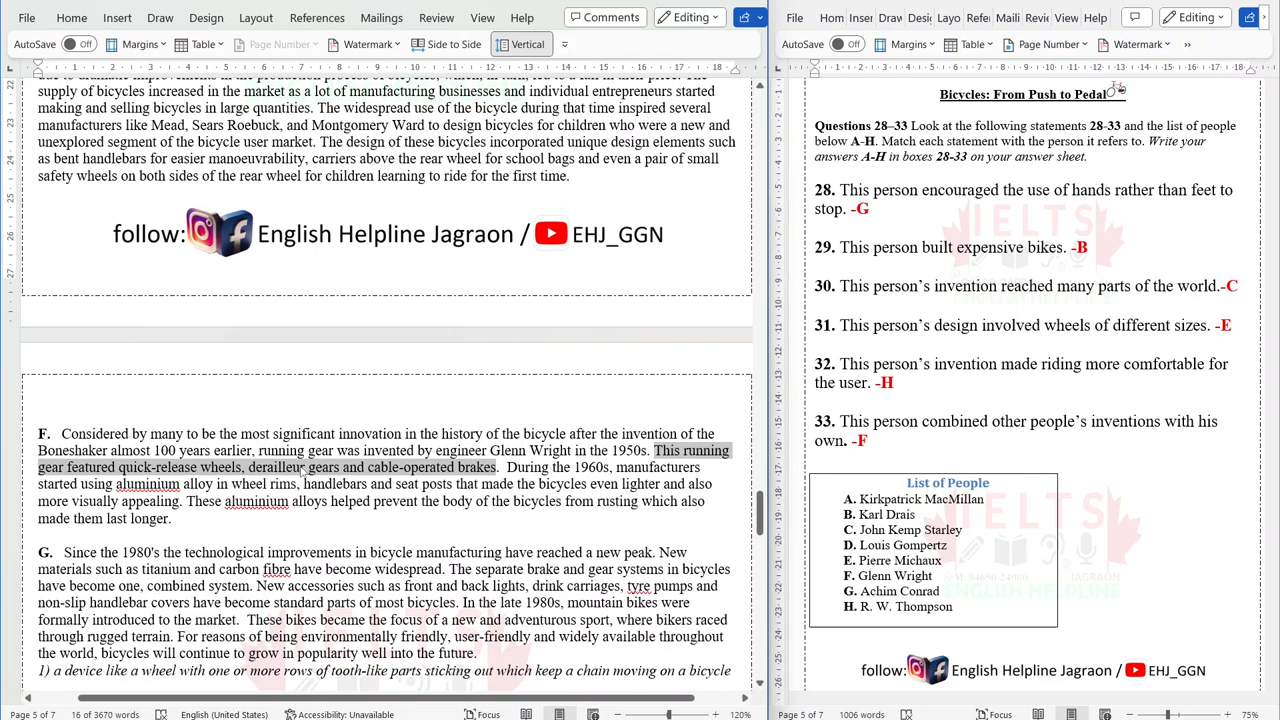 File Home Insert Draw Design Layout References Mailings Review View Help Comments Editing
AutoSave Off Margins Table Page Number Watermark Side to Side Vertical
supply of bicycles increased in the market as a lot of manufacturing businesses and individual entrepreneurs started
making and selling bicycles in large quantities. The widespread use of the bicycle during that time inspired several
manufacturers like Mead, Sears Roebuck, and Montgomery Ward to design bicycles for children who were a new and
unexplored segment of the bicycle user market. The design of these bicycles incorporated unique design elements such
as bent handlebars for easier manoeuvrability, carriers above the rear wheel for school bags and even a pair of small
safety wheels on both sides of the rear wheel for children learning to ride for the first time.
follow: English Helpline Jagraon / EHJ_GGN
F. Considered by many to be the most significant innovation in the history of the bicycle after the invention of the
Boneshaker almost 100 years earlier, running gear was invented by engineer Glenn Wright in the 1950s. This running
gear featured quick-release wheels, derailleur gears and cable-operated brakes. During the 1960s, manufacturers
started using aluminium alloy in wheel rims, handlebars and seat posts that made the bicycles even lighter and also
more visually appealing. These aluminium alloys helped prevent the body of the bicycles from rusting which also
made them last longer.
G. Since the 1980's the technological improvements in bicycle manufacturing have reached a new peak. New
materials such as titanium and carbon fibre have become widespread. The separate brake and gear systems in bicycles
have become one, combined system. New accessories such as front and back lights, drink carriages, tyre pumps and
non-slip handlebar covers have become standard parts of most bicycles. In the late 1980s, mountain bikes were
formally introduced to the market. These bikes became the focus of a new and adventurous sport, where bikers raced
through rugged terrain. For reasons of being environmentally friendly, user-friendly and widely available throughout
the world, bicycles will continue to grow in popularity well into the future.
1) a device like a wheel with one or more rows of tooth-like parts sticking out which keep a chain moving on a bicycle
Page 5 of 7 16 of 3670 words English (United States) Accessibility: Unavailable Focus 120%
File Hom Inser Draw Desig Layo Refer Maili Revie View Help Editing
AutoSave Off Margins Table Page Number Watermark
Bicycles: From Push to Pedal
Questions 28–33 Look at the following statements 28-33 and the list of people
below A-H. Match each statement with the person it refers to. Write your
answers A-H in boxes 28-33 on your answer sheet.
28. This person encouraged the use of hands rather than feet to
stop. -G
29. This person built expensive bikes. -B
30. This person’s invention reached many parts of the world.-C
31. This person’s design involved wheels of different sizes. -E
32. This person’s invention made riding more comfortable for
the user. -H
33. This person combined other people’s inventions with his
own. -F
List of People
A. Kirkpatrick MacMillan
B. Karl Drais
C. John Kemp Starley
D. Louis Gompertz
E. Pierre Michaux
F. Glenn Wright
G. Achim Conrad
H. R. W. Thompson
follow: English Helpline Jagraon / EHJ_GGN
Page 5 of 7 1006 words Focus 75%